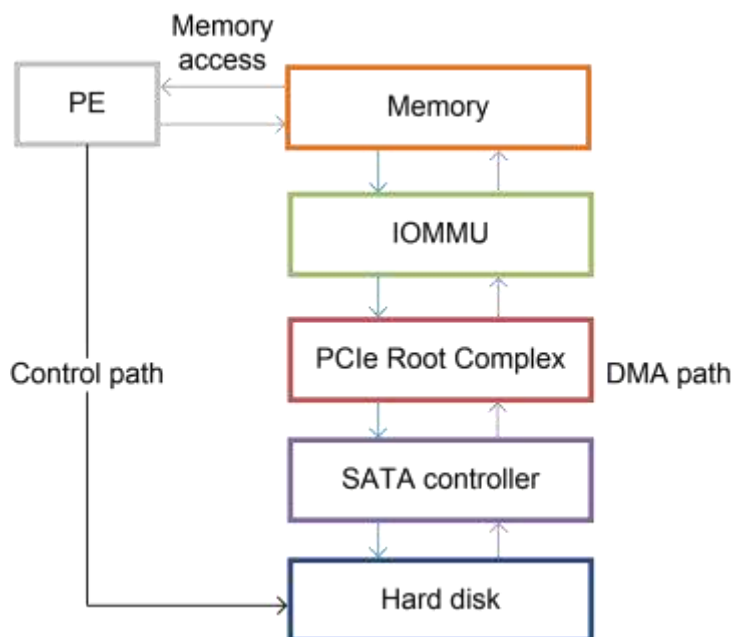 Memory
access
PE
Memory
IOMMU
PCIe Root Complex
Control path
DMA path
SATA controller
Hard disk